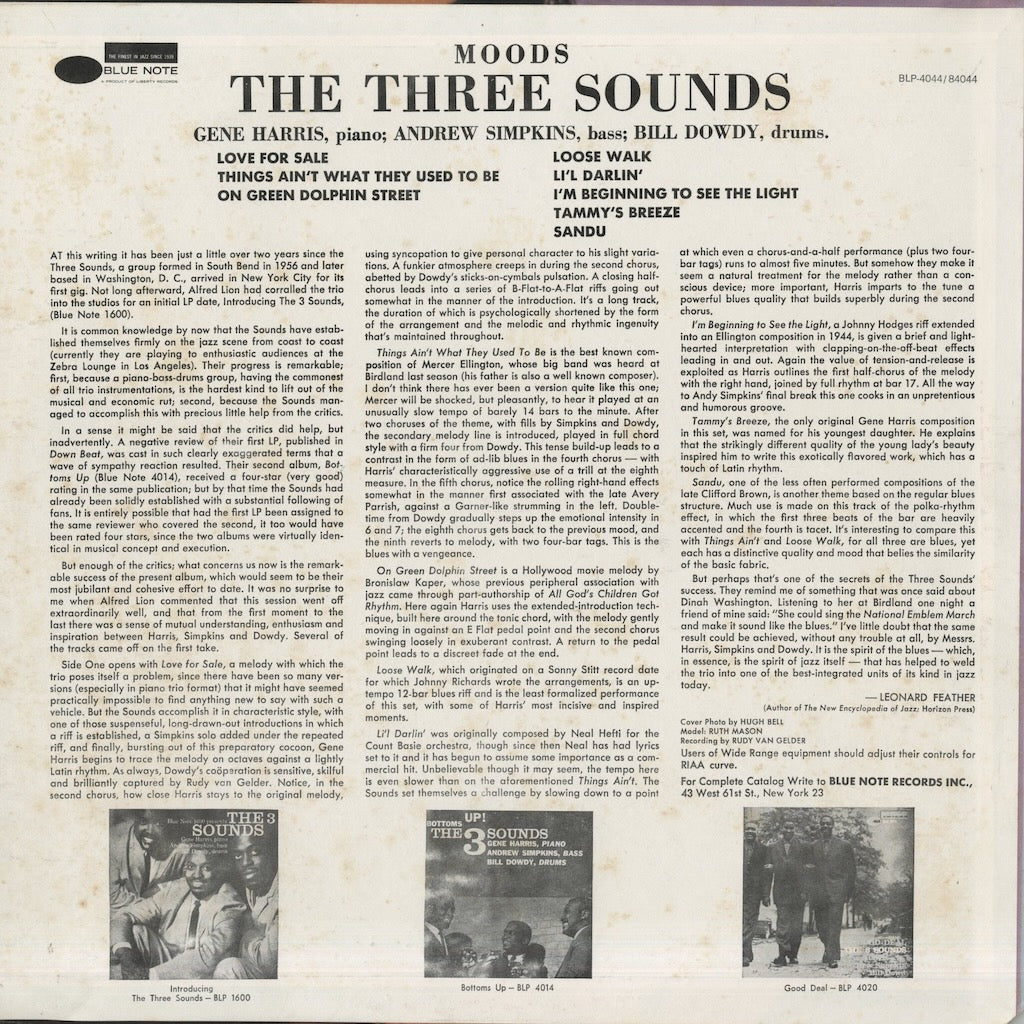 THE FINEST IN JAZZ SINCE 1939
BLUE NOTE
A PRODUCT OF LIBERTY RECORDS
MOODS
THE THREE SOUNDS
BLP-4044/84044
GENE HARRIS, piano; ANDREW SIMPKINS, bass; BILL DOWDY, drums.
LOVE FOR SALE
THINGS AIN'T WHAT THEY USED TO BE
ON GREEN DOLPHIN STREET
LOOSE WALK
LI'L DARLIN'
I'M BEGINNING TO SEE THE LIGHT
TAMMY'S BREEZE
SANDU
AT this writing it has been just a little over two years since the
Three Sounds, a group formed in South Bend in 1956 and later
based in Washington, D. C., arrived in New York City for its
first gig. Not long afterward, Alfred Lion had corralled the trio
into the studios for an initial LP date, Introducing The 3 Sounds,
(Blue Note 1600).
It is common knowledge by now that the Sounds have estab-
lished themselves firmly on the jazz scene from coast to coast
(currently they are playing to enthusiastic audiences at the
Zebra Lounge in Los Angeles). Their progress is remarkable;
first, because a piano-bass-drums group, having the commonest
of all trio instrumentations, is the hardest kind to lift out of the
musical and economic rut; second, because the Sounds man-
aged to accomplish this with precious little help from the critics.
In a sense it might be said that the critics did help, but
inadvertently. A negative review of their first LP, published in
Down Beat, was cast in such clearly exaggerated terms that a
wave of sympathy reaction resulted. Their second album, Bot-
toms Up (Blue Note 4014), received a four-star (very good)
rating in the same publication; but by that time the Sounds had
already been solidly established with a substantial following of
fans. It is entirely possible that had the first LP been assigned to
the same reviewer who covered the second, it too would have
been rated four stars, since the two albums were virtually iden-
tical in musical concept and execution.
But enough of the critics; what concerns us now is the remark-
able success of the present album, which would seem to be their
most jubilant and cohesive effort to date. It was no surprise to
me when Alfred Lion commented that this session went off
extraordinarily well, and that from the first moment to the
last there was a sense of mutual understanding, enthusiasm and
inspiration between Harris, Simpkins and Dowdy. Several of
the tracks came off on the first take.
Side One opens with Love for Sale, a melody with which the
trio poses itself a problem, since there have been so many ver-
sions (especially in piano trio format) that it might have seemed
practically impossible to find anything new to say with such a
vehicle. But the Sounds accomplish it in characteristic style, with
one of those suspenseful, long-drawn-out introductions in which
a riff is established, a Simpkins solo added under the repeated
riff, and finally, bursting out of this preparatory cocoon, Gene
Harris begins to trace the melody on octaves against a lightly
Latin rhythm. As always, Dowdy's coöperation is sensitive, skilful
and brilliantly captured by Rudy van Gelder. Notice, in the
second chorus, how close Harris stays to the original melody,
using syncopation to give personal character to his slight varia-
tions. A funkier atmosphere creeps in during the second chorus,
abetted by Dowdy's sticks-on-cymbals pulsation. A closing half-
chorus leads into a series of B-Flat-to-A-Flat riffs going out
somewhat in the manner of the introduction. It's a long track,
the duration of which is psychologically shortened by the form
of the arrangement and the melodic and rhythmic ingenuity
that's maintained throughout.
Things Ain't What They Used To Be is the best known com-
position of Mercer Ellington, whose big band was heard at
Birdland last season (his father is also a well known composer).
I don't think there has ever been a version quite like this one;
Mercer will be shocked, but pleasantly, to hear it played at an
unusually slow tempo of barely 14 bars to the minute. After
two choruses of the theme, with fills by Simpkins and Dowdy,
the secondary melody line is introduced, played in full chord
style with a firm four from Dowdy. This tense build-up leads to a
contrast in the form of ad-lib blues in the fourth chorus — with
Harris' characteristically aggressive use of a trill at the eighth
measure. In the fifth chorus, notice the rolling right-hand effects
somewhat in the manner first associated with the late Avery
Parrish, against a Garner-like strumming in the left. Double-
time from Dowdy gradually steps up the emotional intensity in
6 and 7; the eighth chorus gets back to the previous mood, and
the ninth reverts to melody, with two four-bar tags. This is the
blues with a vengeance.
On Green Dolphin Street is a Hollywood movie melody by
Bronislaw Kaper, whose previous peripheral association with
jazz came through part-authorship of All God's Children Got
Rhythm. Here again Harris uses the extended-introduction tech-
nique, built here around the tonic chord, with the melody gently
moving in against an E Flat pedal point and the second chorus
swinging loosely in exuberant contrast. A return to the pedal
point leads to a discreet fade at the end.
Loose Walk, which originated on a Sonny Stitt record date
for which Johnny Richards wrote the arrangements, is an up-
tempo 12-bar blues riff and is the least formalized performance
of this set, with some of Harris' most incisive and inspired
moments.
Li'l Darlin' was originally composed by Neal Hefti for the
Count Basie orchestra, though since then Neal has had lyrics
set to it and it has begun to assume some importance as a com-
mercial hit. Unbelievable though it may seem, the tempo here
is even slower than on the aforementioned Things Ain't. The
Sounds set themselves a challenge by slowing down to a point
at which even a chorus-and-a-half performance (plus two four-
bar tags) runs to almost five minutes. But somehow they make it
seem a natural treatment for the melody rather than a con-
scious device; more important, Harris imparts to the tune a
powerful blues quality that builds superbly during the second
chorus,
I'm Beginning to See the Light, a Johnny Hodges riff extended
into an Ellington composition in 1944, is given a brief and light-
hearted interpretation with clapping-on-the-off-beat effects
leading in and out. Again the value of tension-and-release is
exploited as Harris outlines the first half-chorus of the melody
with the right hand, joined by full rhythm at bar 17. All the way
to Andy Simpkins' final break this one cooks in an unpretentious
and humorous groove.
Tammy's Breeze, the only original Gene Harris composition
in this set, was named for his youngest daughter. He explains
that the strikingly different quality of the young lady's beauty
inspired him to write this exotically flavored work, which has a
touch of Latin rhythm.
Sandu, one of the less often performed compositions of the
late Clifford Brown, is another theme based on the regular blues
structure. Much use is made on this track of the polka-rhythm
effect, in which the first three beats of the bar are heavily
accented and the fourth is tacet. It's interesting to compare this
with Things Ain't and Loose Walk, for all three are blues, yet
each has a distinctive quality and mood that belies the similarity
of the basic fabric.
But perhaps that's one of the secrets of the Three Sounds'
success. They remind me of something that was once said about
Dinah Washington. Listening to her at Birdland one night a
friend of mine said: "She could sing the National Emblem March
and make it sound like the blues." I've little doubt that the same
result could be achieved, without any trouble at all, by Messrs.
Harris, Simpkins and Dowdy. It is the spirit of the blues — which,
in essence, is the spirit of jazz itself — that has helped to weld
the trio into one of the best-integrated units of its kind in jazz
today.
— LEONARD FEATHER
(Author of The New Encyclopedia of Jazz; Horizon Press)
Cover Photo by HUGH BELL
Model: RUTH MASON
Recording by RUDY VAN GELDER
Users of Wide Range equipment should adjust their controls for
RIAA curve.
For Complete Catalog Write to BLUE NOTE RECORDS INC.,
43 West 61st St., New York 23
Blue Note 1600 presents THE 3
SOUNDS
Gene Harris, piano
Andrew Simpkins, bass
Bill Dowdy, drums
Introducing
The Three Sounds — BLP 1600
BOTTOMS UP!
THE 3 SOUNDS
GENE HARRIS, PIANO
ANDREW SIMPKINS, BASS
BILL DOWDY, DRUMS
Bottoms Up — BLP 4014
GOOD DEAL
THE 3 SOUNDS
Good Deal — BLP 4020